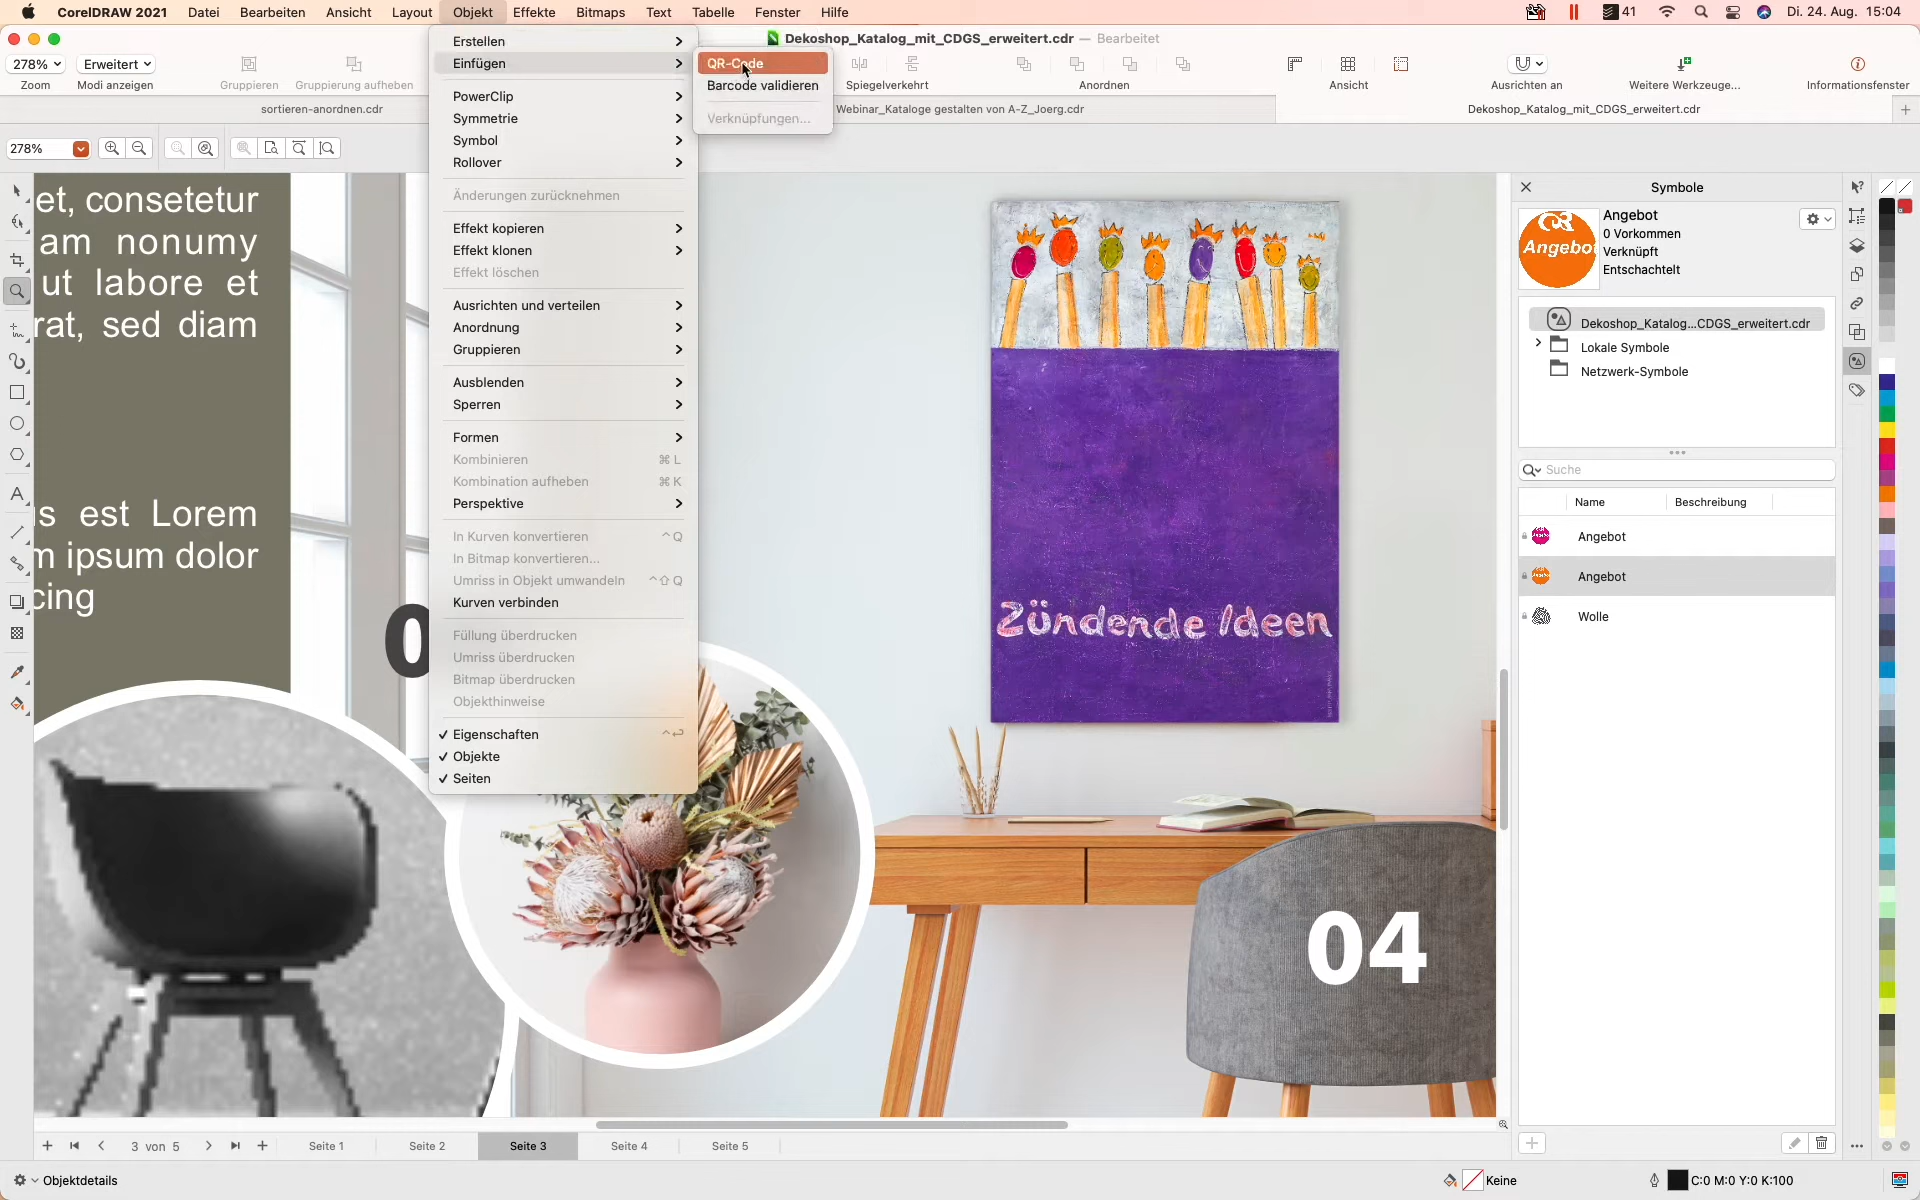 CorelDRAW 2021 Datei Bearbeiten Ansicht Layout Objekt Effekte Bitmaps Text Tabelle Fenster Hilfe 41 Di. 24. Aug. 15:04
Dekoshop_Katalog_mit_CDGS_erweitert.cdr — Bearbeitet
278% Erweitert
Zoom Modi anzeigen Gruppieren Gruppierung aufheben Spiegelverkehrt Anordnen Ansicht Ausrichten an Weitere Werkzeuge... Informationsfenster
sortieren-anordnen.cdr Webinar_Kataloge gestalten von A-Z_Joerg.cdr Dekoshop_Katalog_mit_CDGS_erweitert.cdr
278%
Erstellen
Einfügen
PowerClip
Symmetrie
Symbol
Rollover
Änderungen zurücknehmen
Effekt kopieren
Effekt klonen
Effekt löschen
Ausrichten und verteilen
Anordnung
Gruppieren
Ausblenden
Sperren
Formen
Kombinieren ⌘ L
Kombination aufheben ⌘ K
Perspektive
In Kurven konvertieren ^ Q
In Bitmap konvertieren...
Umriss in Objekt umwandeln ^⇧ Q
Kurven verbinden
Füllung überdrucken
Umriss überdrucken
Bitmap überdrucken
Objekthinweise
✓ Eigenschaften ^↩
✓ Objekte
✓ Seiten
QR-Code
Barcode validieren
Verknüpfungen...
et, consetetur
am nonumy
ut labore et
rat, sed diam
s est Lorem
m ipsum dolor
cing
0
Zündende Ideen
04
Symbole
Angebot
Angebot
0 Vorkommen
Verknüpft
Entschachtelt
Dekoshop_Katalog...CDGS_erweitert.cdr
Lokale Symbole
Netzwerk-Symbole
Suche
Name Beschreibung
Angebot
Angebot
Wolle
3 von 5 Seite 1 Seite 2 Seite 3 Seite 4 Seite 5
Objektdetails Keine C:0 M:0 Y:0 K:100